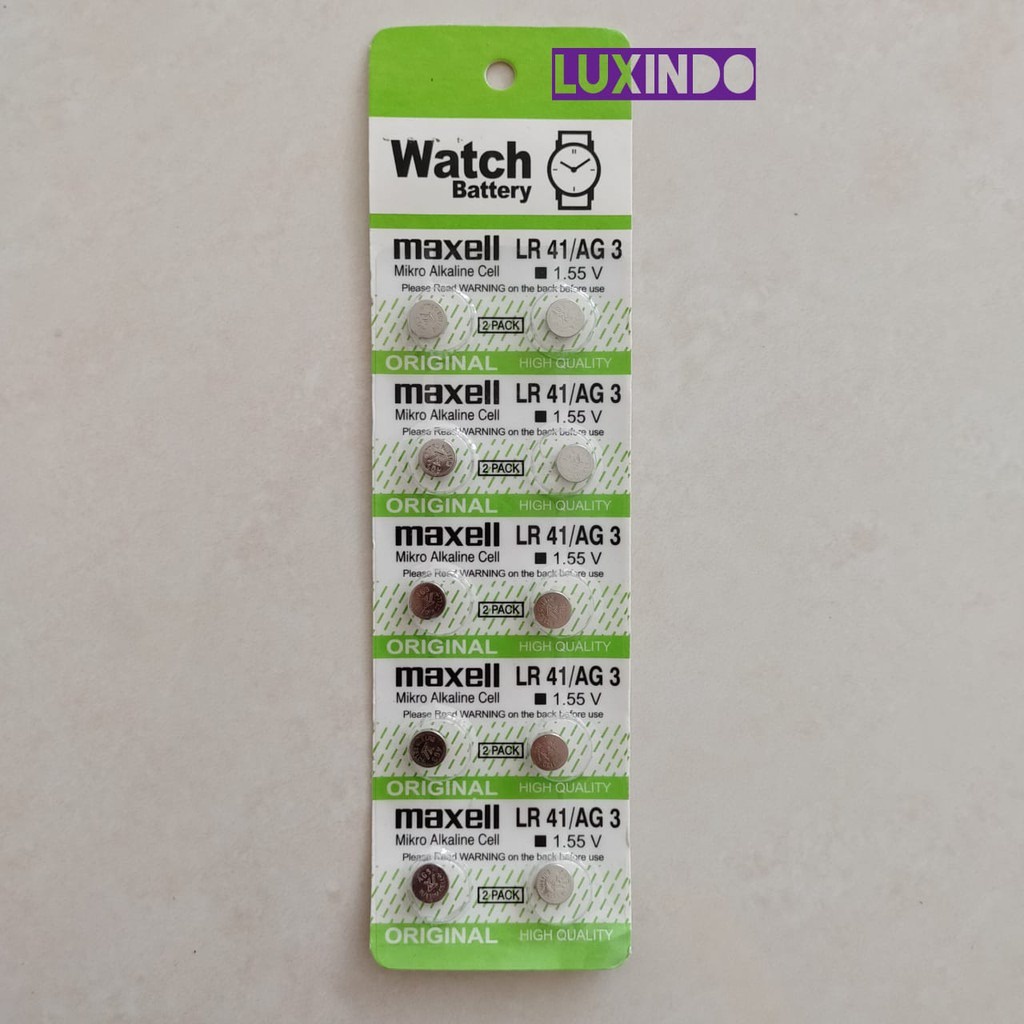 LUXINDO
Watch
Battery
maxell LR 41/AG 3
Mikro Alkaline Cell ■ 1.55 V
Please Read WARNING on the back before use
2 PACK
ORIGINAL HIGH QUALITY
maxell LR 41/AG 3
Mikro Alkaline Cell ■ 1.55 V
Please Read WARNING on the back before use
2 PACK
ORIGINAL HIGH QUALITY
maxell LR 41/AG 3
Mikro Alkaline Cell ■ 1.55 V
Please Read WARNING on the back before use
2 PACK
ORIGINAL HIGH QUALITY
maxell LR 41/AG 3
Mikro Alkaline Cell ■ 1.55 V
Please Read WARNING on the back before use
2 PACK
ORIGINAL HIGH QUALITY
maxell LR 41/AG 3
Mikro Alkaline Cell ■ 1.55 V
Please Read WARNING on the back before use
AG3
2 PACK
ORIGINAL HIGH QUALITY